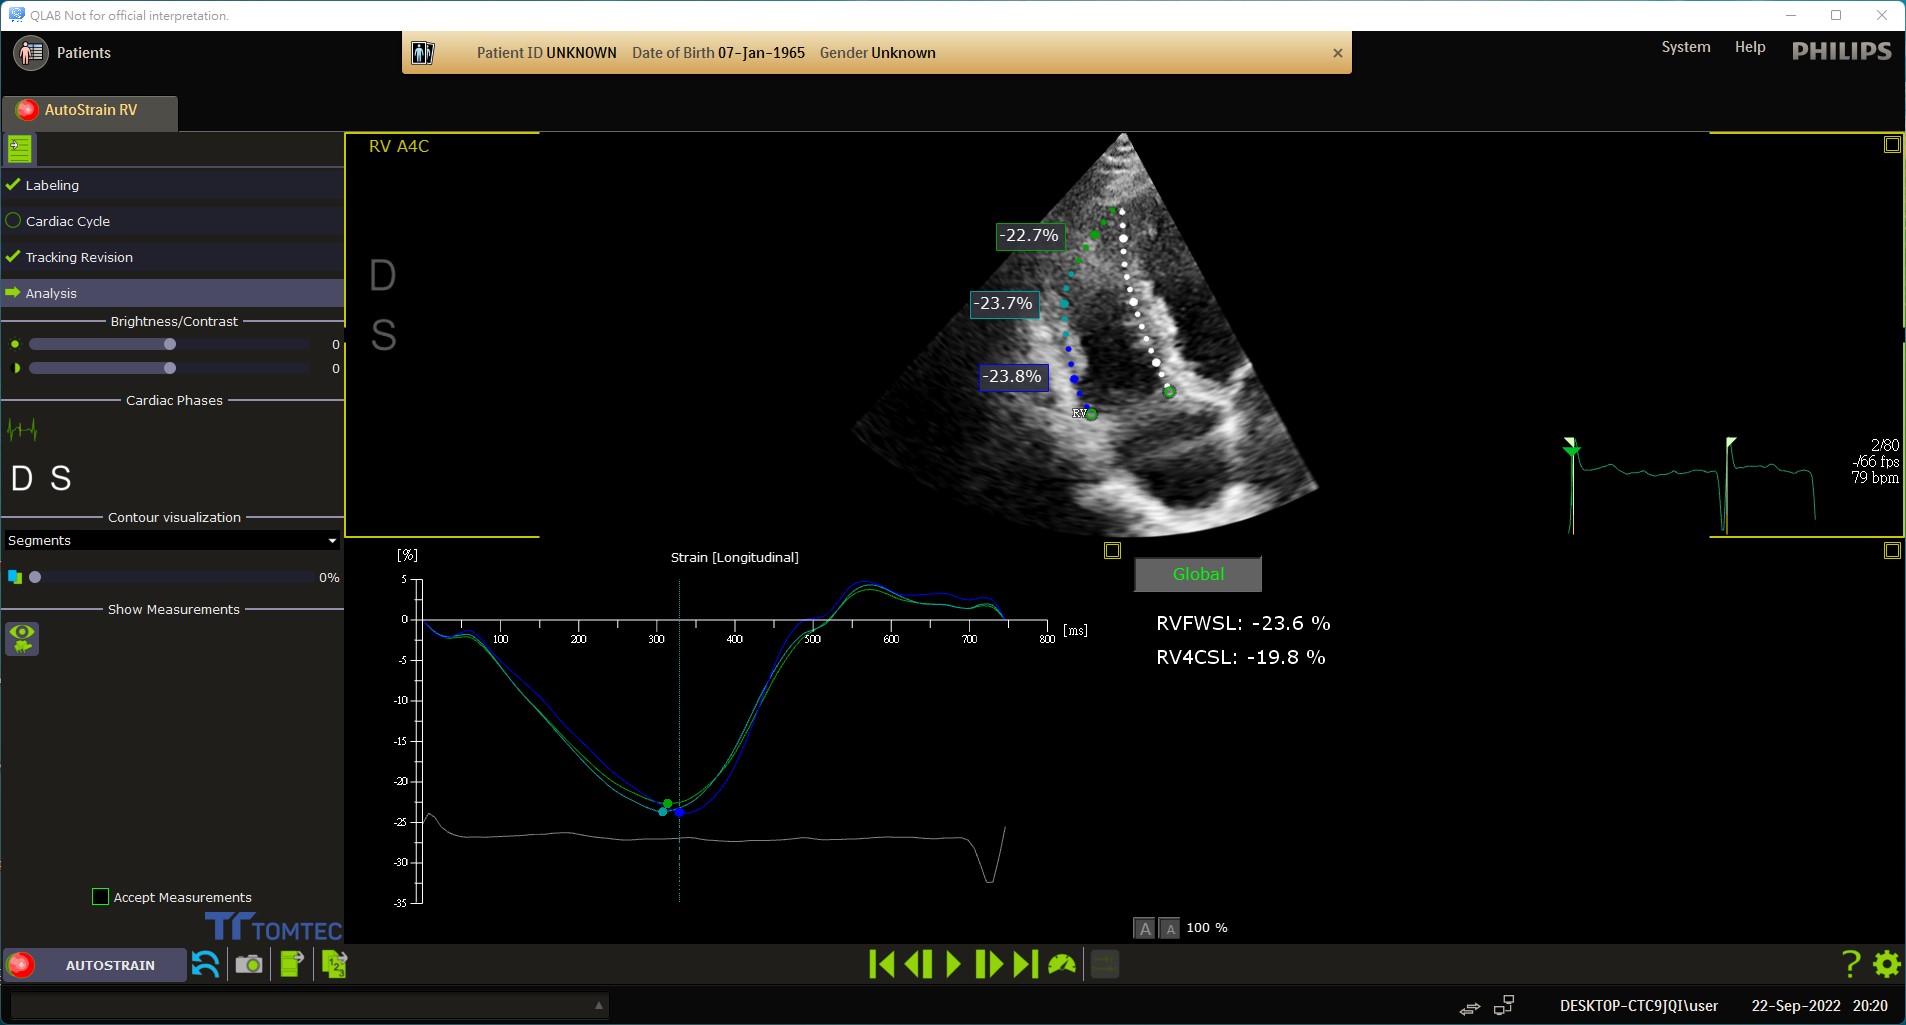 QLAB Not for official interpretation.
Patients
Patient ID UNKNOWN Date of Birth 07-Jan-1965 Gender Unknown
System Help PHILIPS
AutoStrain RV
Labeling
Cardiac Cycle
Tracking Revision
Analysis
Brightness/Contrast
0
0
Cardiac Phases
D S
Contour visualization
Segments
0%
Show Measurements
Accept Measurements
TOMTEC
RV A4C
D
S
-22.7%
-23.7%
-23.8%
RV
2/80
-/66 fps
79 bpm
[%]
Strain [Longitudinal]
5
0
-5
-10
-15
-20
-25
-30
-35
100 200 300 400 500 600 700 800 [ms]
Global
RVFWSL: -23.6 %
RV4CSL: -19.8 %
A A 100 %
AUTOSTRAIN
123
?
DESKTOP-CTC9JQI\user 22-Sep-2022 20:20